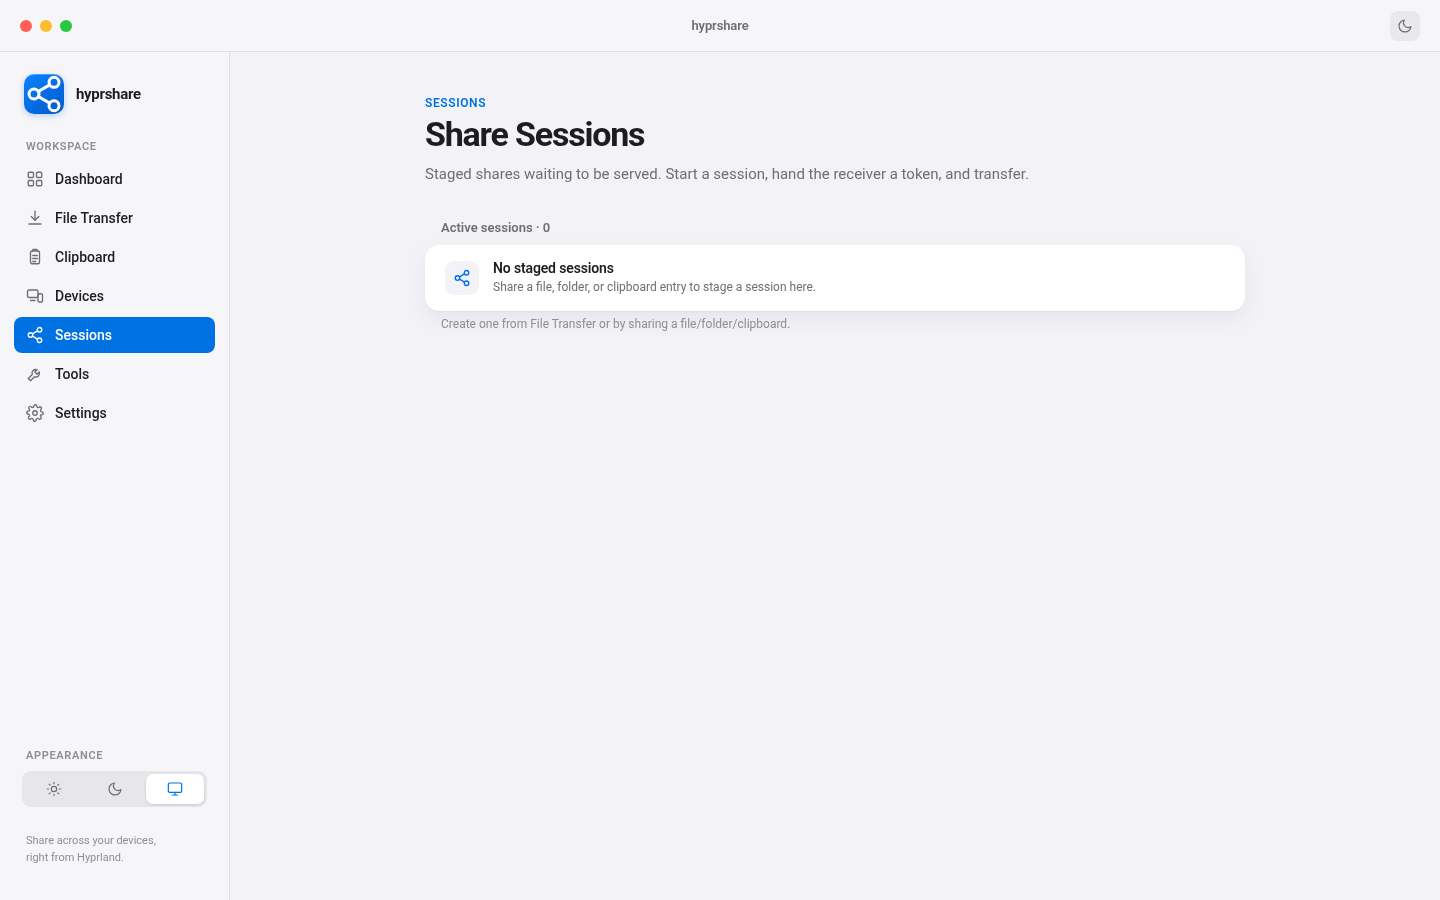 hyprshare
hyprshare
WORKSPACE
Dashboard
File Transfer
Clipboard
Devices
Sessions
Tools
Settings
APPEARANCE
Share across your devices,
right from Hyprland.
SESSIONS
Share Sessions
Staged shares waiting to be served. Start a session, hand the receiver a token, and transfer.
Active sessions · 0
No staged sessions
Share a file, folder, or clipboard entry to stage a session here.
Create one from File Transfer or by sharing a file/folder/clipboard.